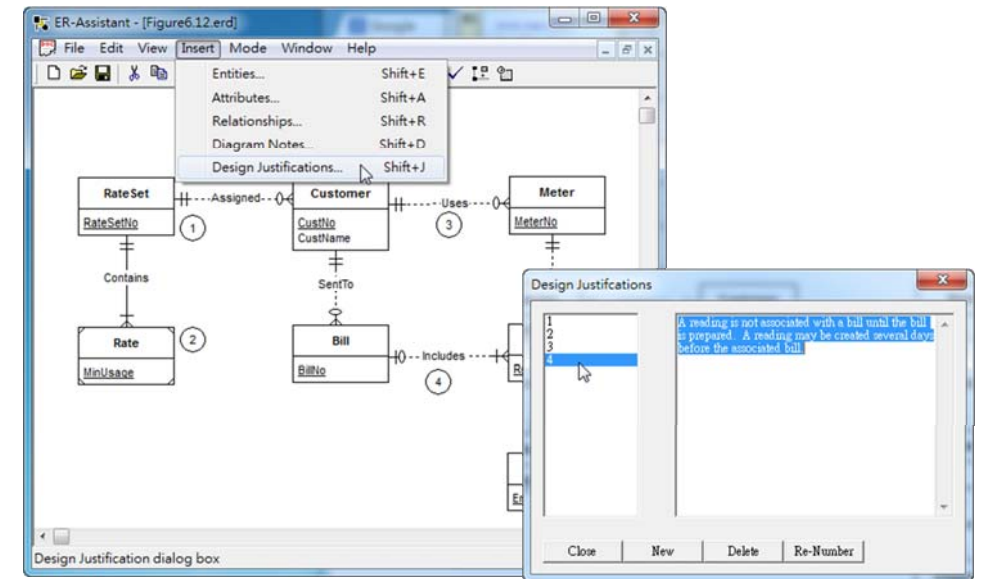 ER-Assistant - [Figure6.12.erd]
File Edit View Insert Mode Window Help
Entities... Shift+E
Attributes... Shift+A
Relationships... Shift+R
Diagram Notes... Shift+D
Design Justifications... Shift+J
RateSet
RateSetNo
Assigned
1
Customer
CustNo
CustName
Uses
3
Meter
MeterNo
Contains
SentTo
Rate
MinUsage
2
Bill
BillNo
Includes
4
Design Justification dialog box
Design Justifcations
1
2
3
4
A reading is not associated with a bill until the bill
is prepared. A reading may be created several days
before the associated bill.
Close New Delete Re-Number